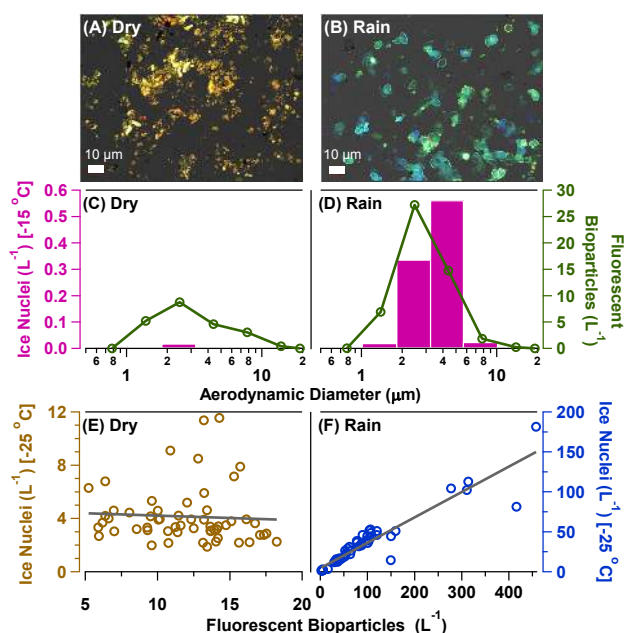 (A) Dry
10 μm
(B) Rain
10 μm
Ice Nuclei (L-1) [-15 °C]
0.6
0.5
0.4
0.3
0.2
0.1
0.0
(C) Dry
6 8 2 4 6 8 2
1 10
(D) Rain
6 8 2 4 6 8 2
1 10
30
25
20
15
10
5
0
Fluorescent
Bioparticles (L-1)
Aerodynamic Diameter (μm)
Ice Nuclei (L-1) [-25 °C]
12
8
4
0
(E) Dry
5 10 15 20
(F) Rain
0 100 200 300 400
200
150
100
50
0
Ice Nuclei (L-1) [-25 °C]
Fluorescent Bioparticles (L-1)